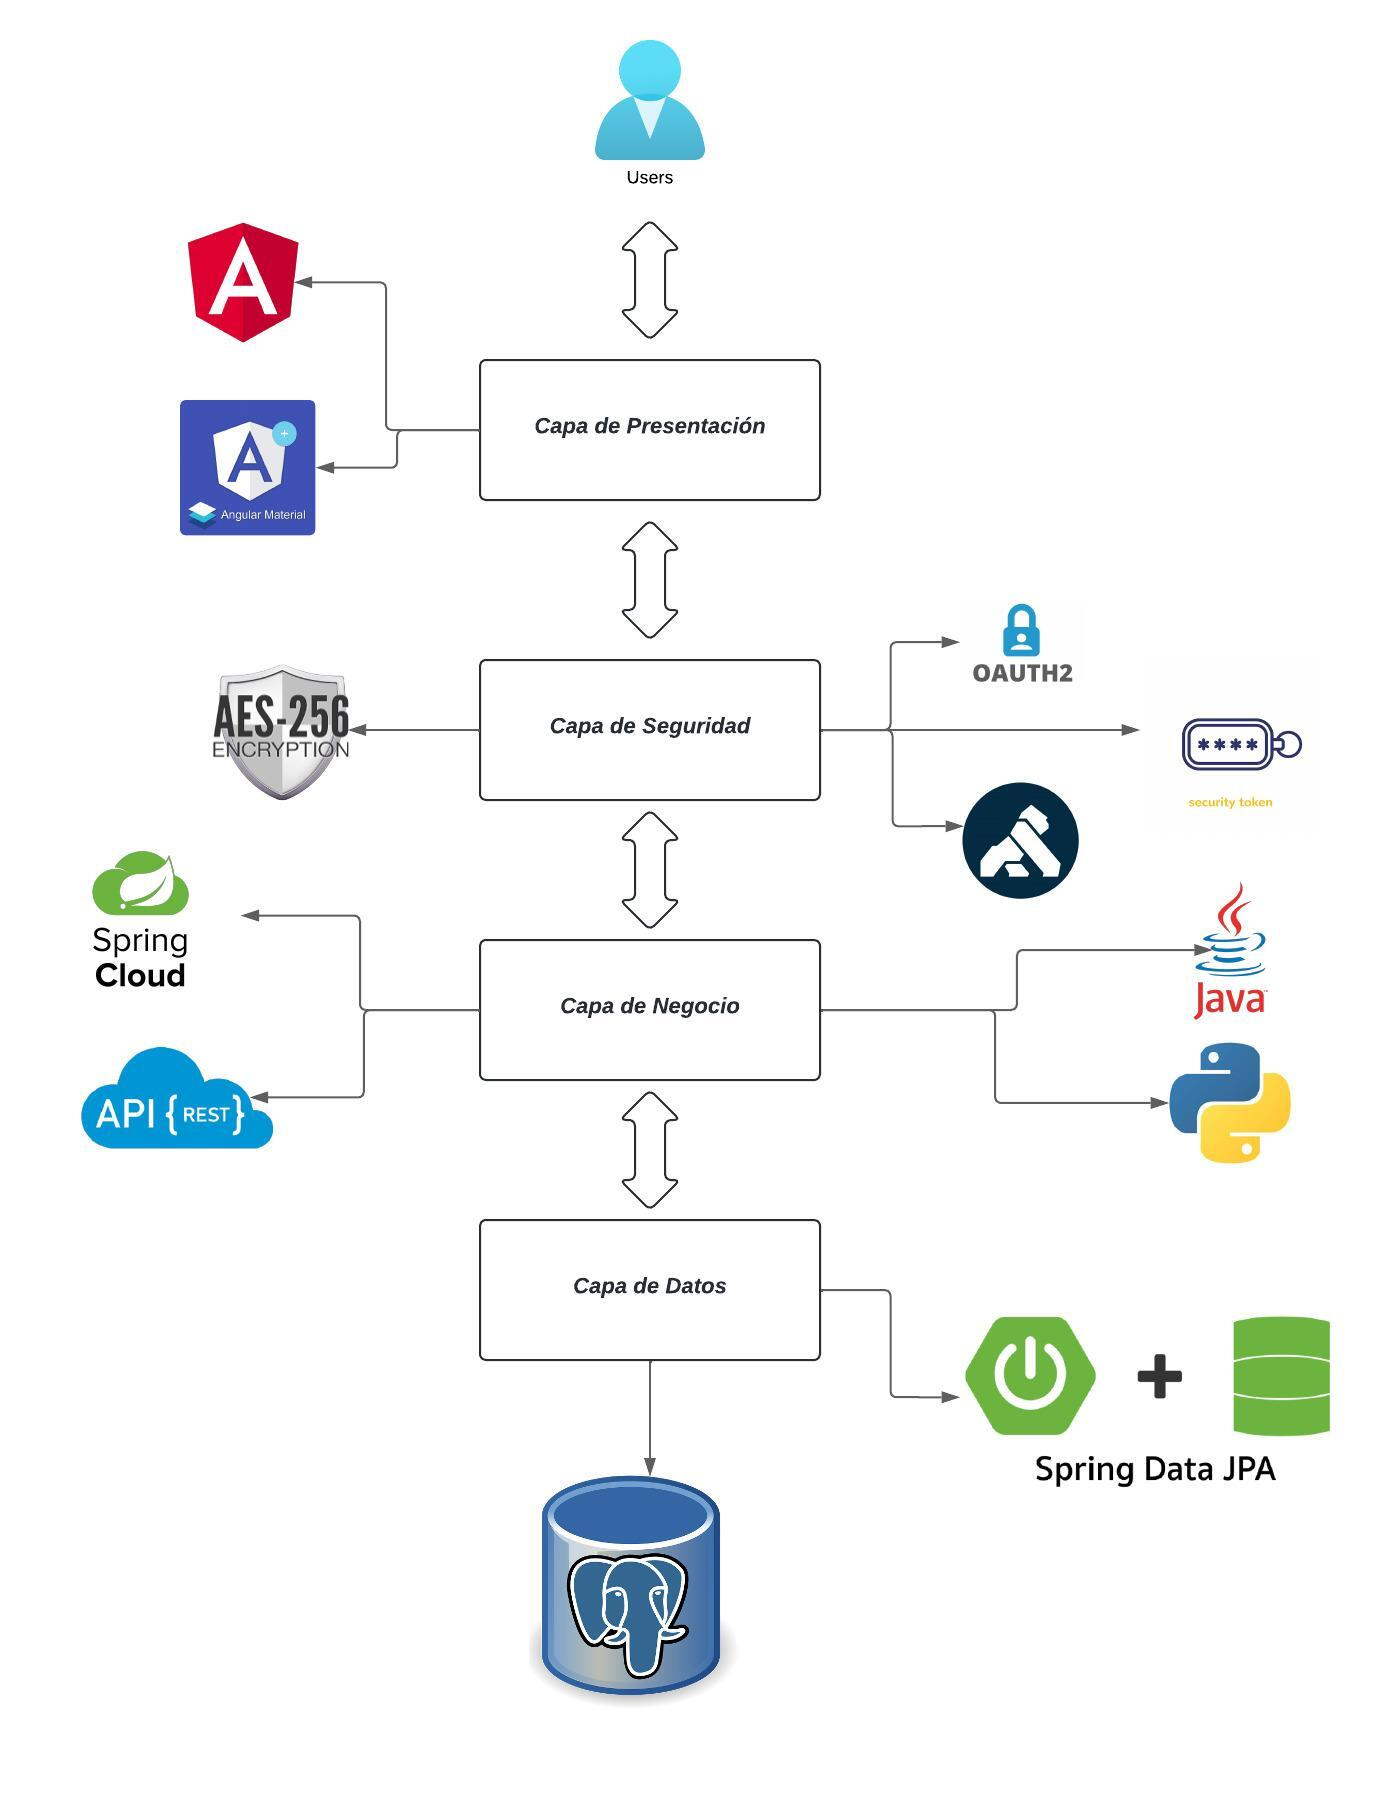 Users
Capa de Presentación
Angular Material
OAUTH2
AES-256
ENCRYPTION
Capa de Seguridad
****
security token
Spring
Cloud
Capa de Negocio
Java
API {REST}
Capa de Datos
Spring Data JPA